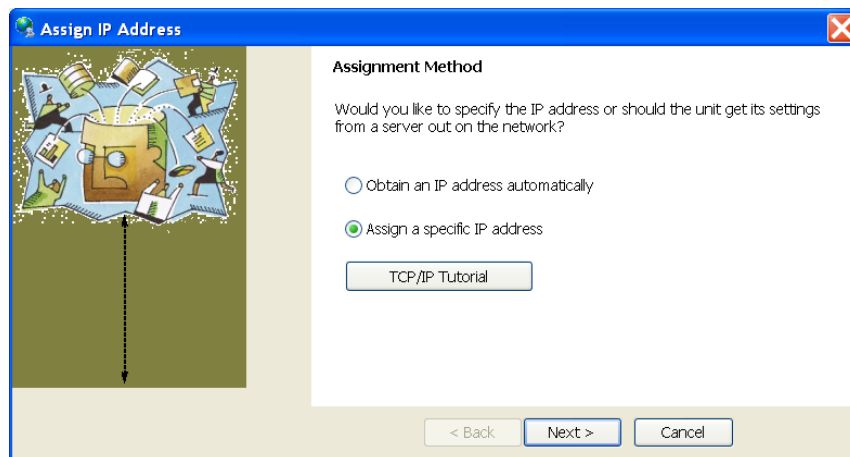 Assign IP Address
Assignment Method
Would you like to specify the IP address or should the unit get its settings
from a server out on the network?
Obtain an IP address automatically
Assign a specific IP address
TCP/IP Tutorial
< Back Next > Cancel